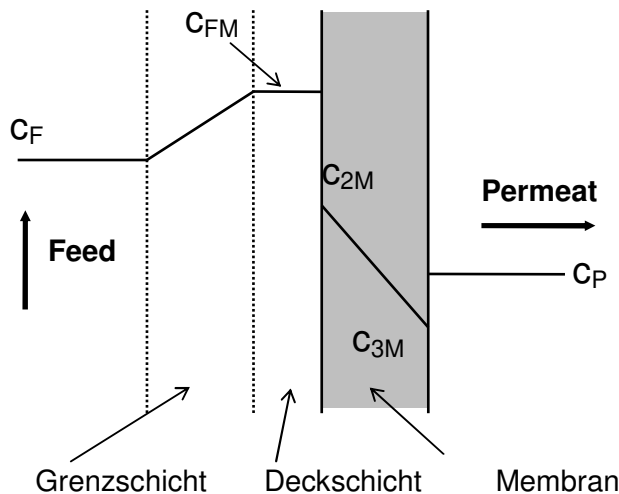 cFM
cF
c2M
Permeat
Feed
cP
c3M
Grenzschicht Deckschicht Membran